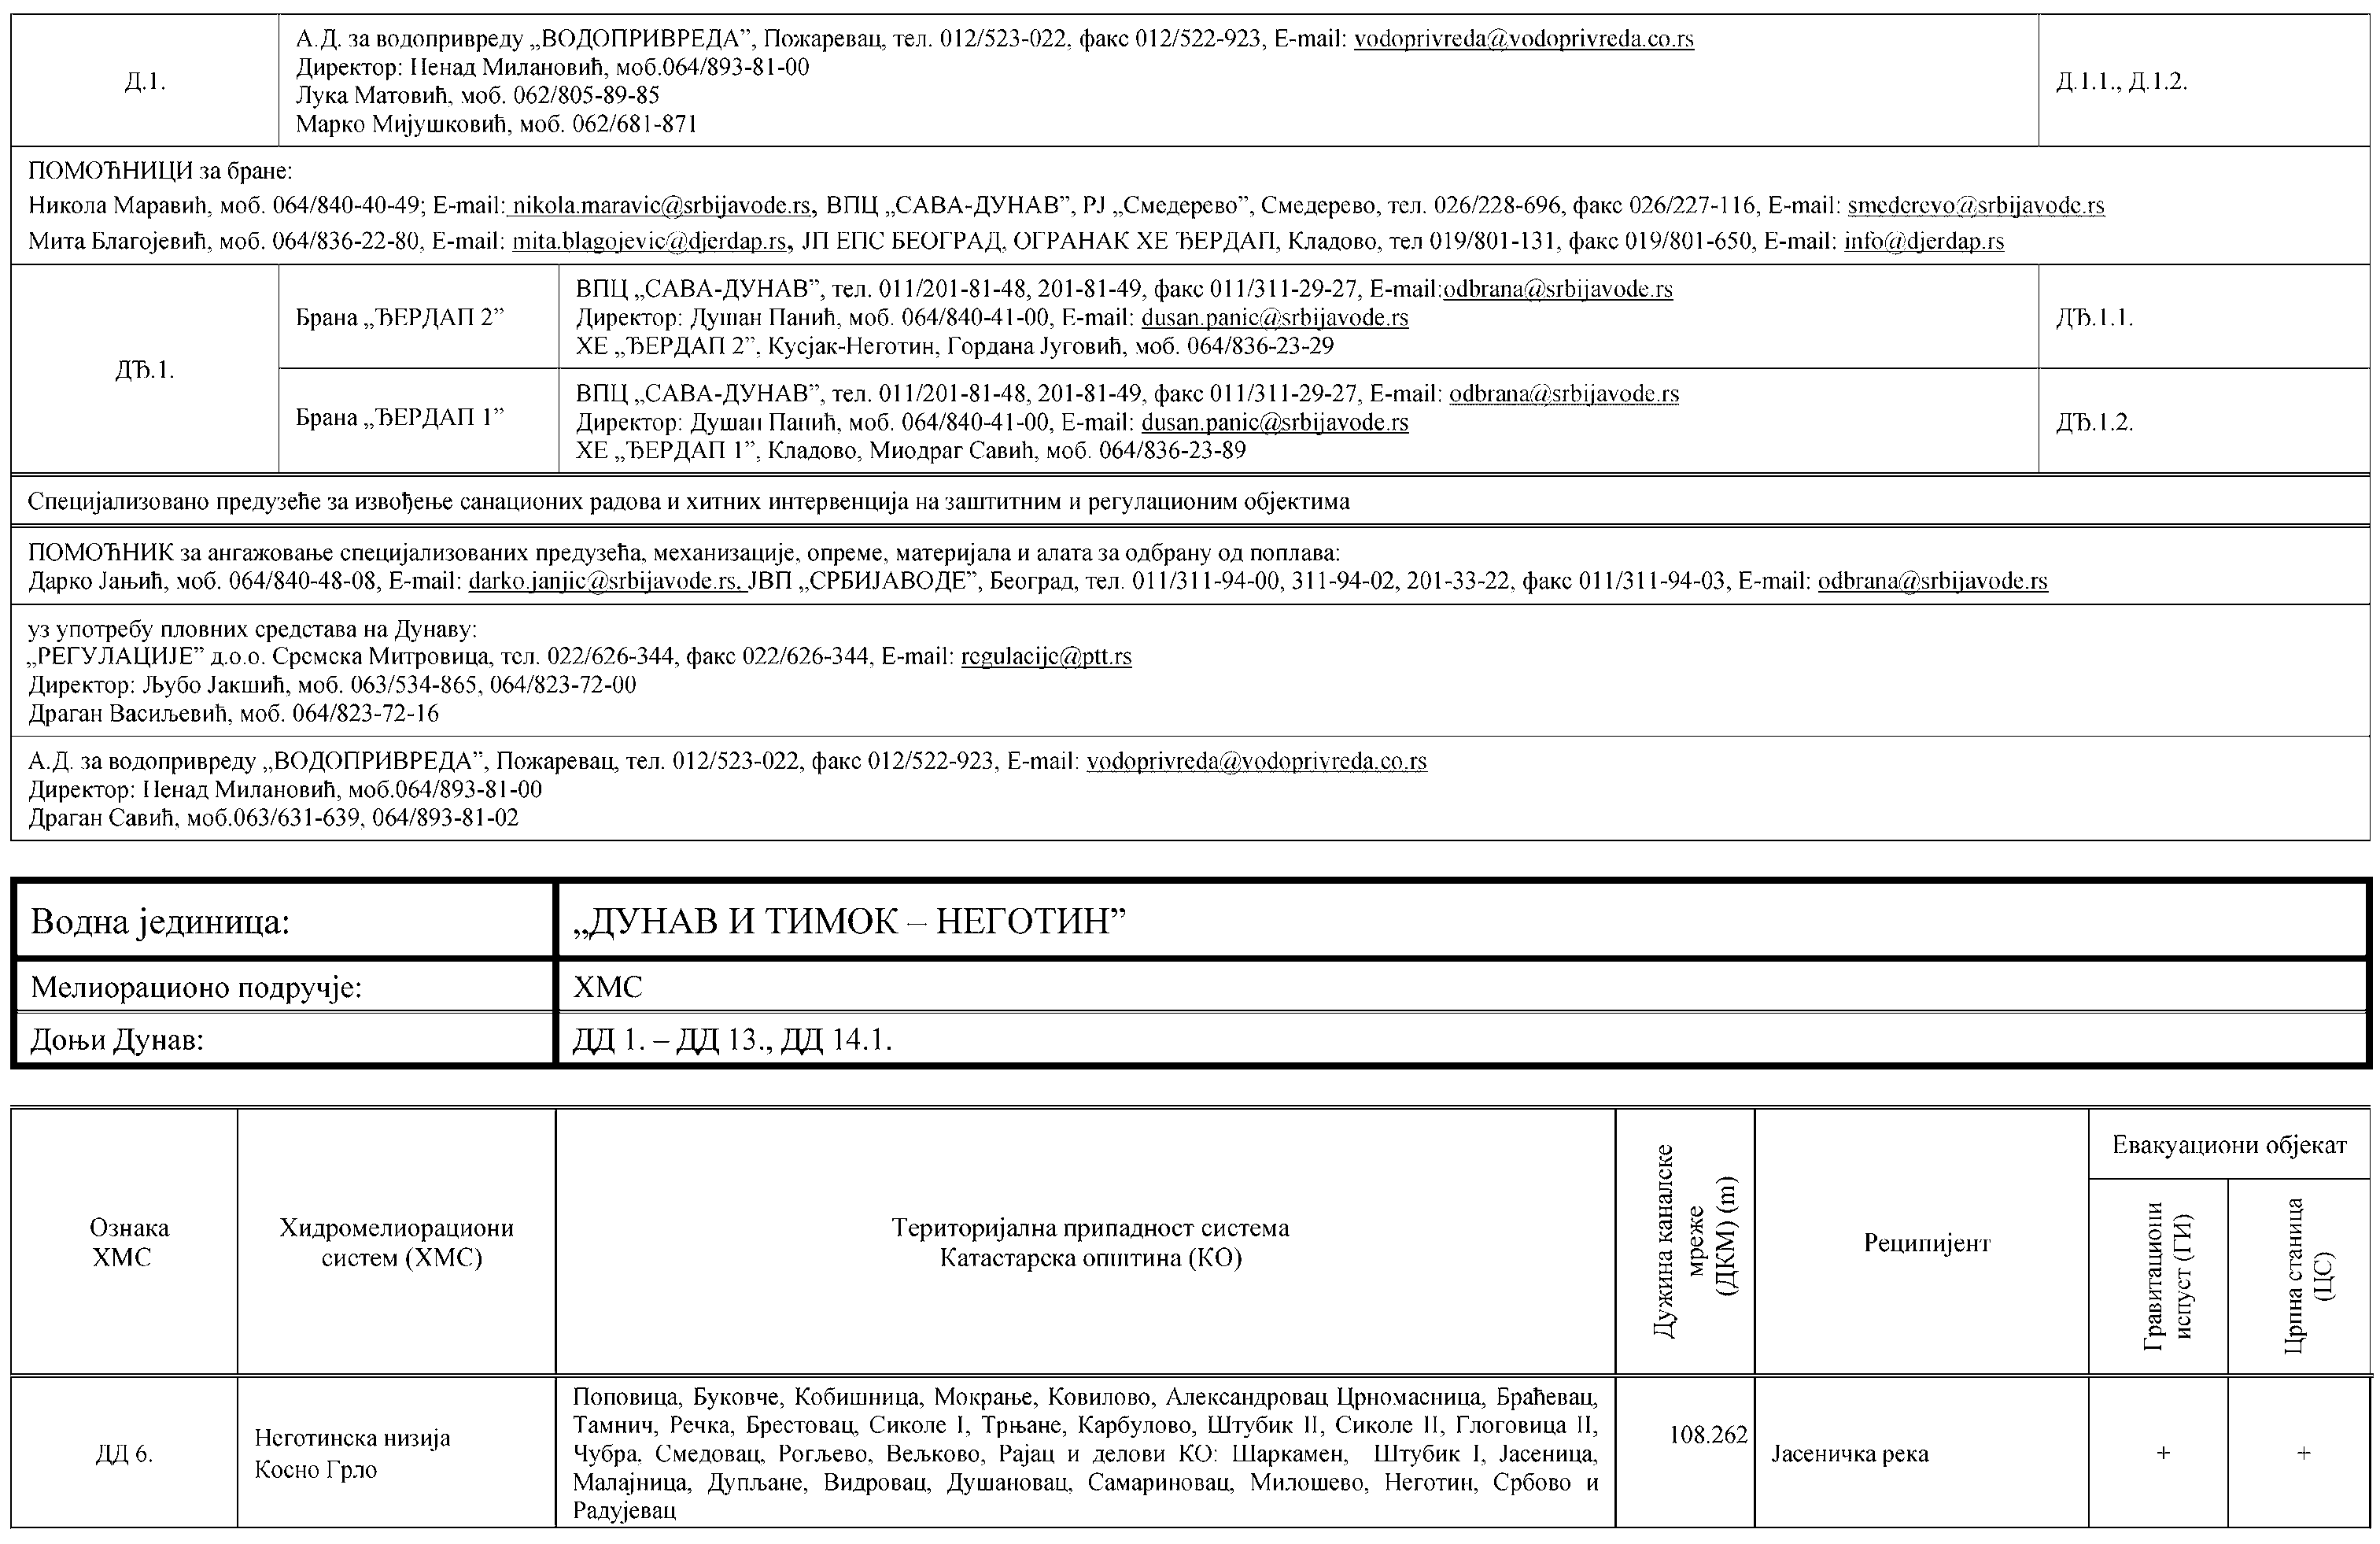 Д.1.
А.Д. за водопривреду „ВОДОПРИВРЕДА”, Пожаревац, тел. 012/523-022, факс 012/522-923, E-mail: vodoprivreda@vodoprivreda.co.rs
Директор: Ненад Милановић, моб.064/893-81-00
Лука Матовић, моб. 062/805-89-85
Марко Мијушковић, моб. 062/681-871
Д.1.1., Д.1.2.
ПОМОЋНИЦИ за бране:
Никола Маравић, моб. 064/840-40-49; E-mail: nikola.maravic@srbijavode.rs, ВПЦ „САВА-ДУНАВ”, РЈ „Смедерево”, Смедерево, тел. 026/228-696, факс 026/227-116, E-mail: smederevo@srbijavode.rs
Мита Благојевић, моб. 064/836-22-80, E-mail: mita.blagojevic@djerdap.rs, ЈП ЕПС БЕОГРАД, ОГРАНАК ХЕ ЂЕРДАП, Кладово, тел 019/801-131, факс 019/801-650, E-mail: info@djerdap.rs
ДЂ.1.
Брана „ЂЕРДАП 2”
ВПЦ „САВА-ДУНАВ”, тел. 011/201-81-48, 201-81-49, факс 011/311-29-27, E-mail:odbrana@srbijavode.rs
Директор: Душан Панић, моб. 064/840-41-00, E-mail: dusan.panic@srbijavode.rs
ХЕ „ЂЕРДАП 2”, Кусјак-Неготин, Гордана Југовић, моб. 064/836-23-29
ДЂ.1.1.
Брана „ЂЕРДАП 1”
ВПЦ „САВА-ДУНАВ”, тел. 011/201-81-48, 201-81-49, факс 011/311-29-27, E-mail: odbrana@srbijavode.rs
Директор: Душан Панић, моб. 064/840-41-00, E-mail: dusan.panic@srbijavode.rs
ХЕ „ЂЕРДАП 1”, Кладово, Миодраг Савић, моб. 064/836-23-89
ДЂ.1.2.
Специјализовано предузеће за извођење санационих радова и хитних интервенција на заштитним и регулационим објектима
ПОМОЋНИК за ангажовање специјализованих предузећа, механизације, опреме, материјала и алата за одбрану од поплава:
Дарко Јањић, моб. 064/840-48-08, E-mail: darko.janjic@srbijavode.rs, ЈВП „СРБИЈАВОДЕ”, Београд, тел. 011/311-94-00, 311-94-02, 201-33-22, факс 011/311-94-03, E-mail: odbrana@srbijavode.rs
уз употребу пловних средстава на Дунаву:
„РЕГУЛАЦИЈЕ” д.о.о. Сремска Митровица, тел. 022/626-344, факс 022/626-344, E-mail: regulacije@ptt.rs
Директор: Љубо Јакшић, моб. 063/534-865, 064/823-72-00
Драган Васиљевић, моб. 064/823-72-16
А.Д. за водопривреду „ВОДОПРИВРЕДА”, Пожаревац, тел. 012/523-022, факс 012/522-923, E-mail: vodoprivreda@vodoprivreda.co.rs
Директор: Ненад Милановић, моб.064/893-81-00
Драган Савић, моб.063/631-639, 064/893-81-02
Водна јединица:
„ДУНАВ И ТИМОК – НЕГОТИН”
Мелиорационо подручје:
ХМС
Доњи Дунав:
ДД 1. – ДД 13., ДД 14.1.
Ознака
ХМС
Хидромелиорациони
систем (ХМС)
Територијална припадност система
Катастарска општина (КО)
Дужина каналске
мреже
(ДКМ) (m)
Реципијент
Евакуациони објекат
Гравитациони
испуст (ГИ)
Црпна станица
(ЦС)
ДД 6.
Неготинска низија
Косно Грло
Поповица, Буковче, Кобишница, Мокрање, Ковилово, Александровац Црномасница, Браћевац,
Тамнич, Речка, Брестовац, Сиколе I, Трњане, Карбулово, Штубик II, Сиколе II, Глоговица II,
Чубра, Смедовац, Рогљево, Вељково, Рајац и делови КО: Шаркамен, Штубик I, Јасеница,
Малајница, Дупљане, Видровац, Душановац, Самариновац, Милошево, Неготин, Србово и
Радујевац
108.262
Јасеничка река
+
+